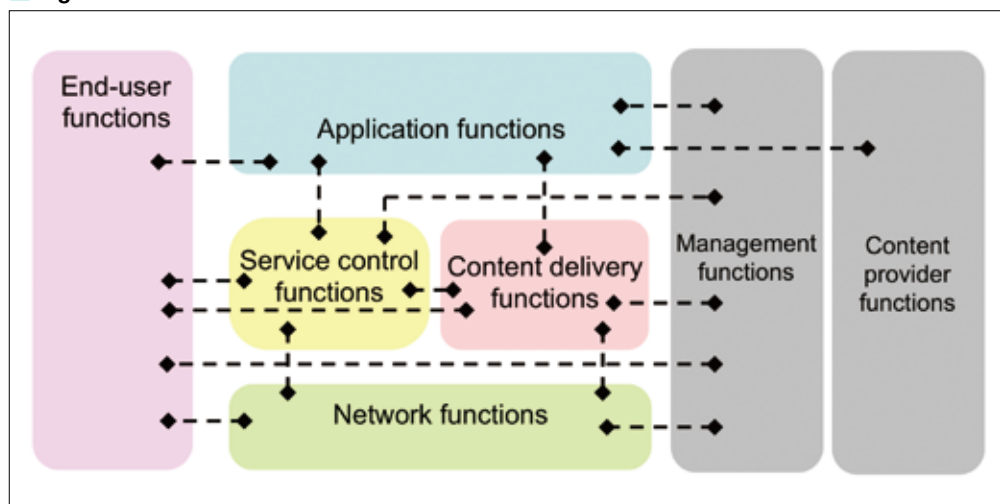 End-user
functions
Application functions
Service control
functions
Content delivery
functions
Management
functions
Content
provider
functions
Network functions